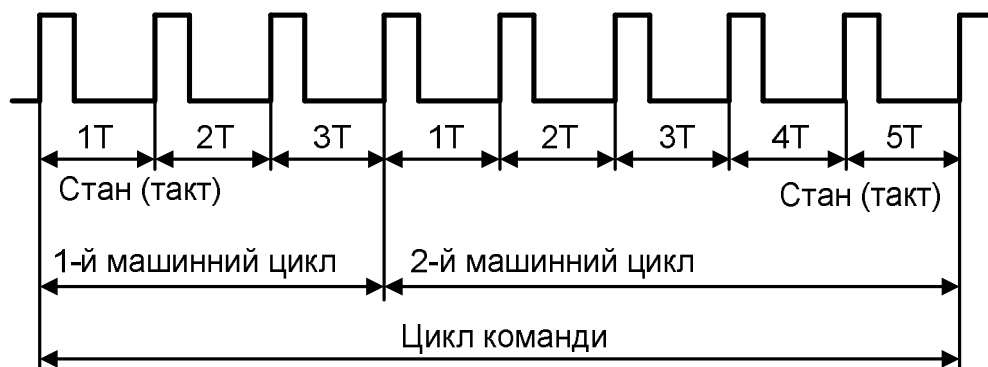 1T 2T 3T 1T 2T 3T 4T 5T
Стан (такт) Стан (такт)
1-й машинний цикл 2-й машинний цикл
Цикл команди